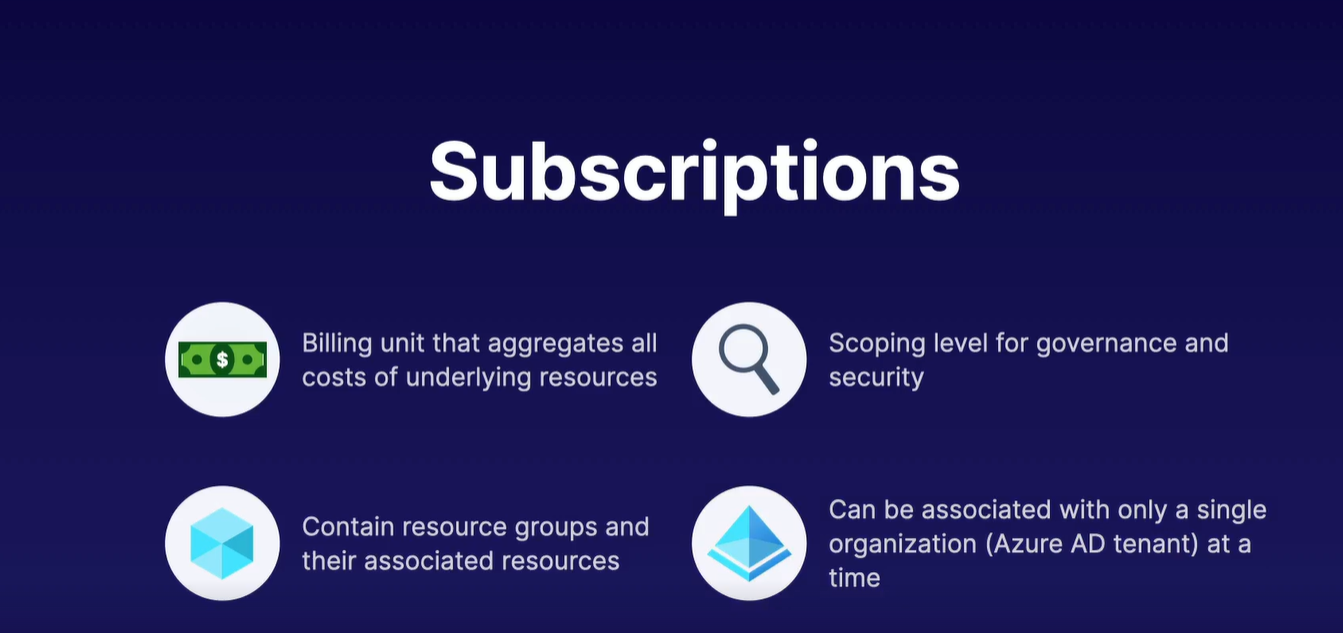 Subscriptions
$
Billing unit that aggregates all
costs of underlying resources
Scoping level for governance and
security
Contain resource groups and
their associated resources
Can be associated with only a single
organization (Azure AD tenant) at a
time